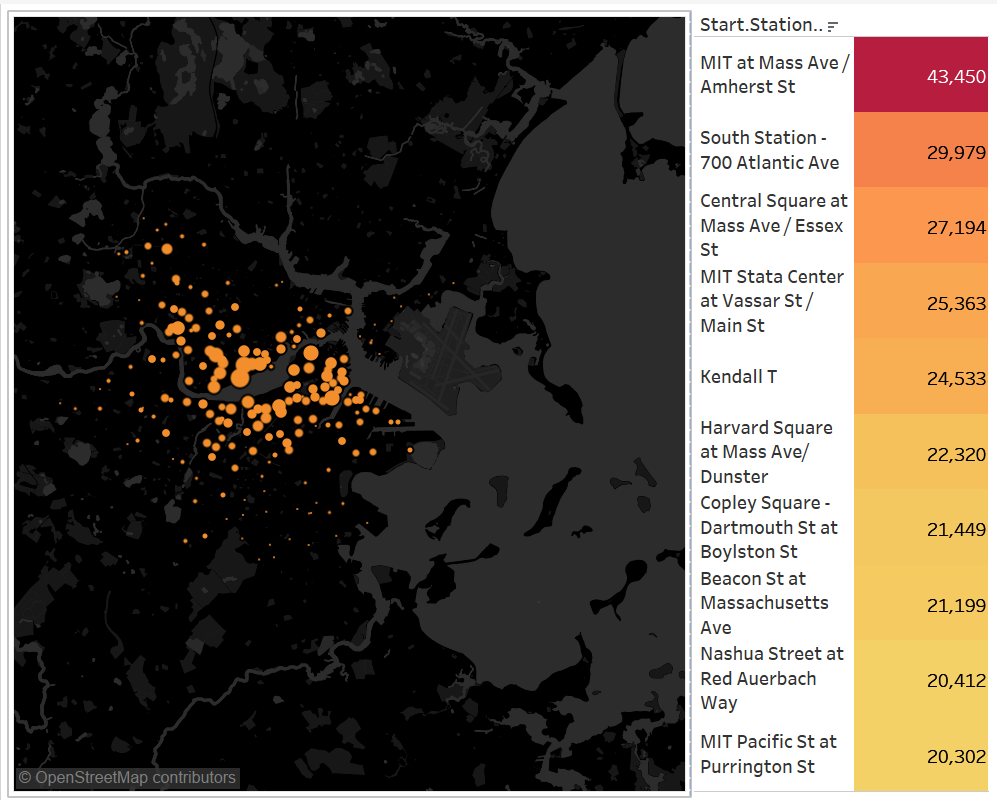 Start.Station..
MIT at Mass Ave /
Amherst St
43,450
South Station -
700 Atlantic Ave
29,979
Central Square at
Mass Ave / Essex
St
27,194
MIT Stata Center
at Vassar St /
Main St
25,363
Kendall T
24,533
Harvard Square
at Mass Ave/
Dunster
22,320
Copley Square -
Dartmouth St at
Boylston St
21,449
Beacon St at
Massachusetts
Ave
21,199
Nashua Street at
Red Auerbach
Way
20,412
MIT Pacific St at
Purrington St
20,302
© OpenStreetMap contributors